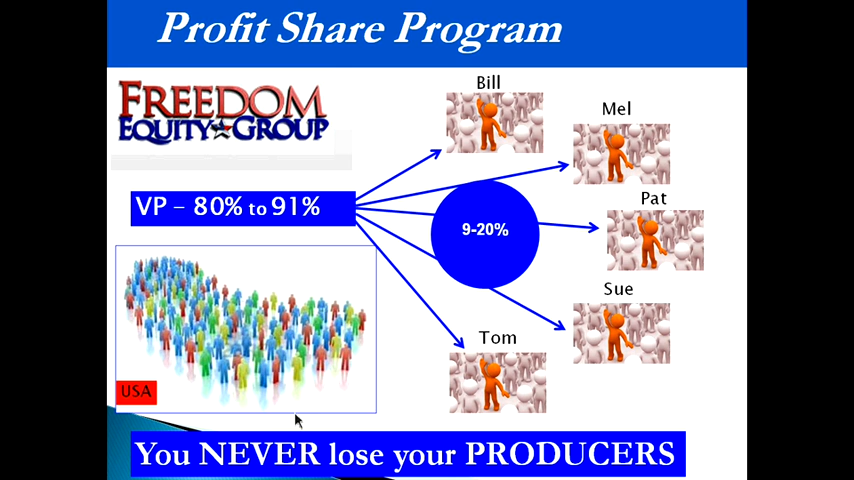 Profit Share Program
FREEDOM
EQUITY GROUP
Bill
Mel
VP – 80% to 91%
Pat
9-20%
Sue
Tom
USA
You NEVER lose your PRODUCERS